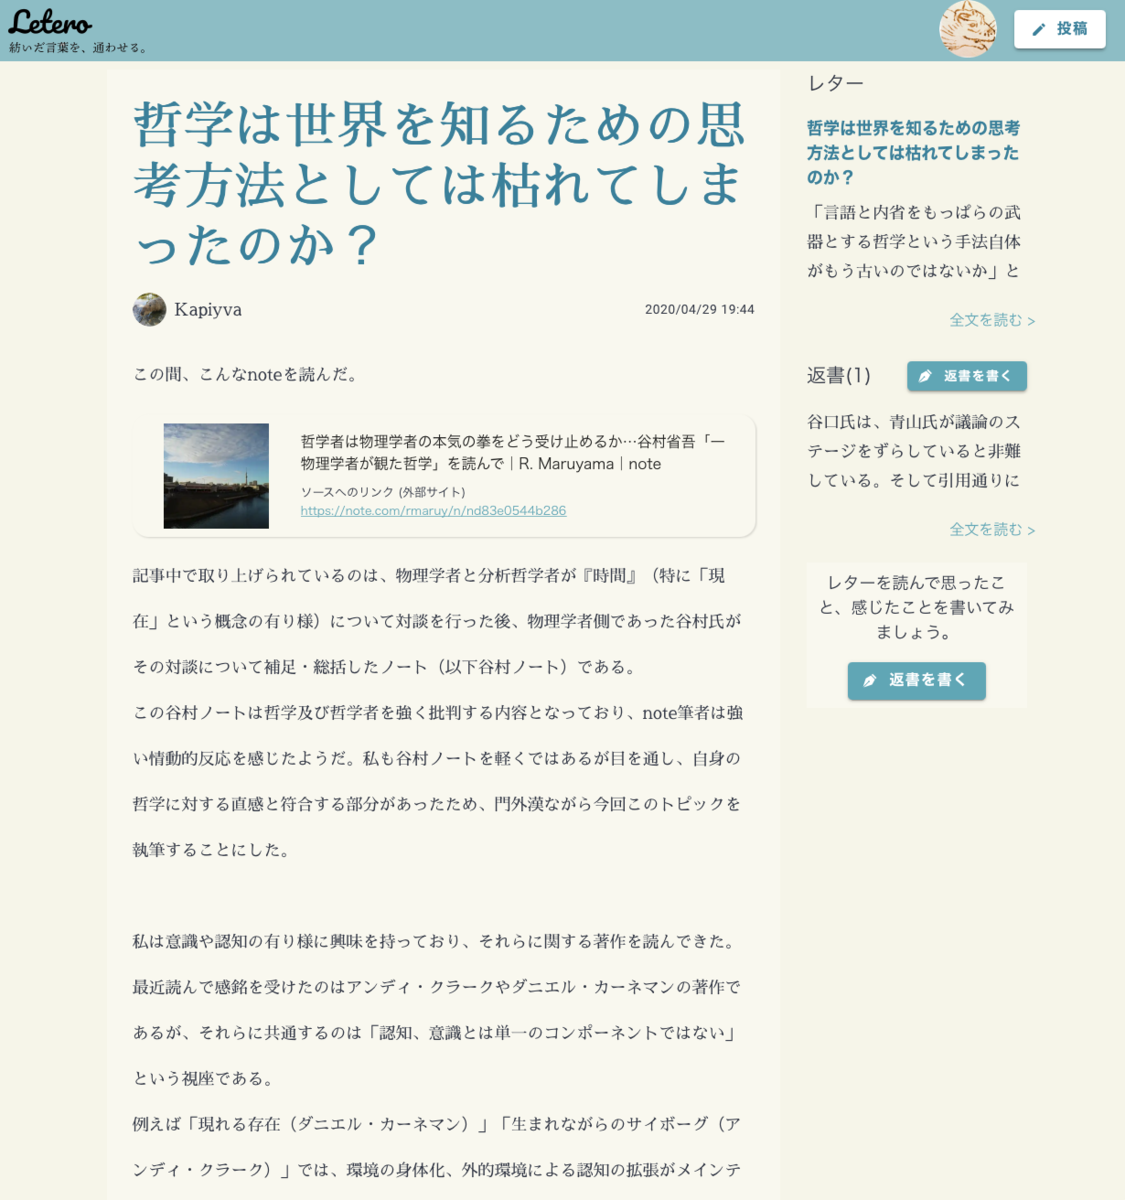 Letero
紡いだ言葉を、通わせる。
投稿
哲学は世界を知るための思
考方法としては枯れてしま
ったのか？
Kapiyva
2020/04/29 19:44
この間、こんなnoteを読んだ。
哲学者は物理学者の本気の拳をどう受け止めるか…谷村省吾「一
物理学者が観た哲学」を読んで｜R. Maruyama｜note
ソースへのリンク (外部サイト)
https://note.com/rmaruy/n/nd83e0544b286
記事中で取り上げられているのは、物理学者と分析哲学者が『時間』（特に「現
在」という概念の有り様）について対談を行った後、物理学者側であった谷村氏が
その対談について補足・総括したノート（以下谷村ノート）である。
この谷村ノートは哲学及び哲学者を強く批判する内容となっており、note筆者は強
い情動的反応を感じたようだ。私も谷村ノートを軽くではあるが目を通し、自身の
哲学に対する直感と符合する部分があったため、門外漢ながら今回このトピックを
執筆することにした。
私は意識や認知の有り様に興味を持っており、それらに関する著作を読んできた。
最近読んで感銘を受けたのはアンディ・クラークやダニエル・カーネマンの著作で
あるが、それらに共通するのは「認知、意識とは単一のコンポーネントではない」
という視座である。
例えば「現れる存在（ダニエル・カーネマン）」「生まれながらのサイボーグ（ア
ンディ・クラーク）」では、環境の身体化、外的環境による認知の拡張がメインテ
レター
哲学は世界を知るための思考
方法としては枯れてしまった
のか？
「言語と内省をもっぱらの武
器とする哲学という手法自体
がもう古いのではないか」と
全文を読む >
返書(1)
返書を書く
谷口氏は、青山氏が議論のス
テージをずらしていると非難
している。そして引用通りに
全文を読む >
レターを読んで思ったこ
と、感じたことを書いてみ
ましょう。
返書を書く